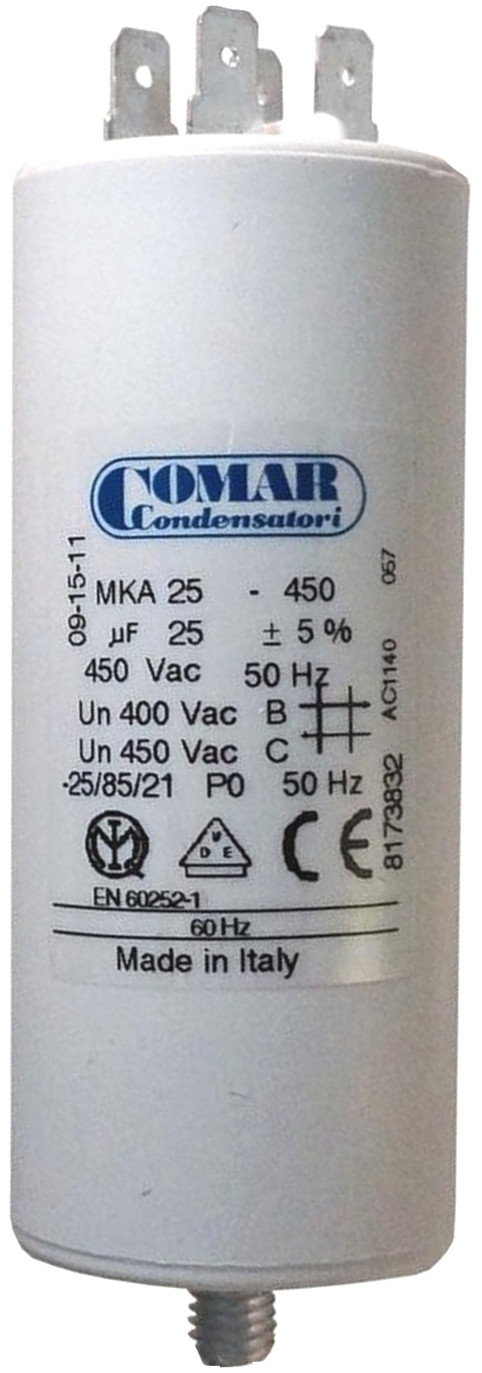 COMAR
Condensatori
MKA 25 - 450
µF 25 ± 5 %
450 Vac 50 Hz
Un 400 Vac B
Un 450 Vac C
-25/85/21 P0 50 Hz
D V E
CE
EN 60252-1
60 Hz
Made in Italy
09-15-11
8173832 AC1140 057